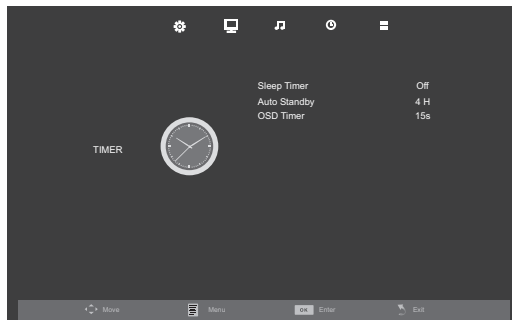 Sleep Timer Off
Auto Standby 4 H
OSD Timer 15s
TIMER
Move Menu OK Enter Exit